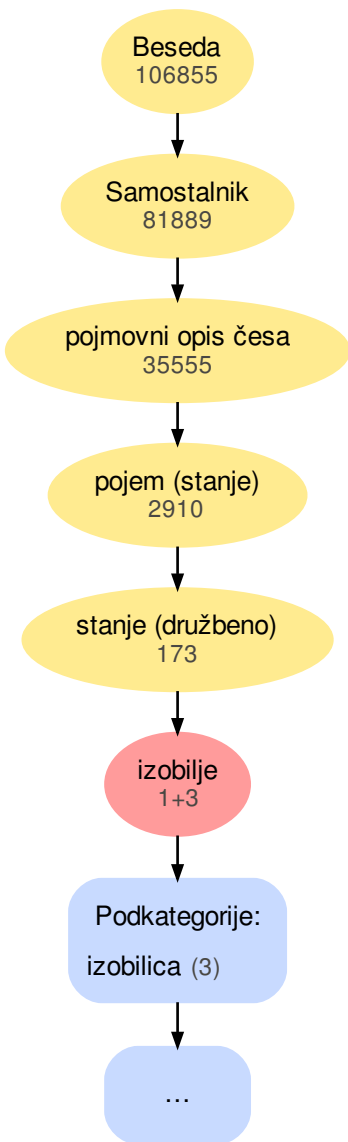 Beseda
106855
Samostalnik
81889
pojmovni opis česa
35555
pojem (stanje)
2910
stanje (družbeno)
173
izobilje
1+3
Podkategorije:
izobilica (3)
...